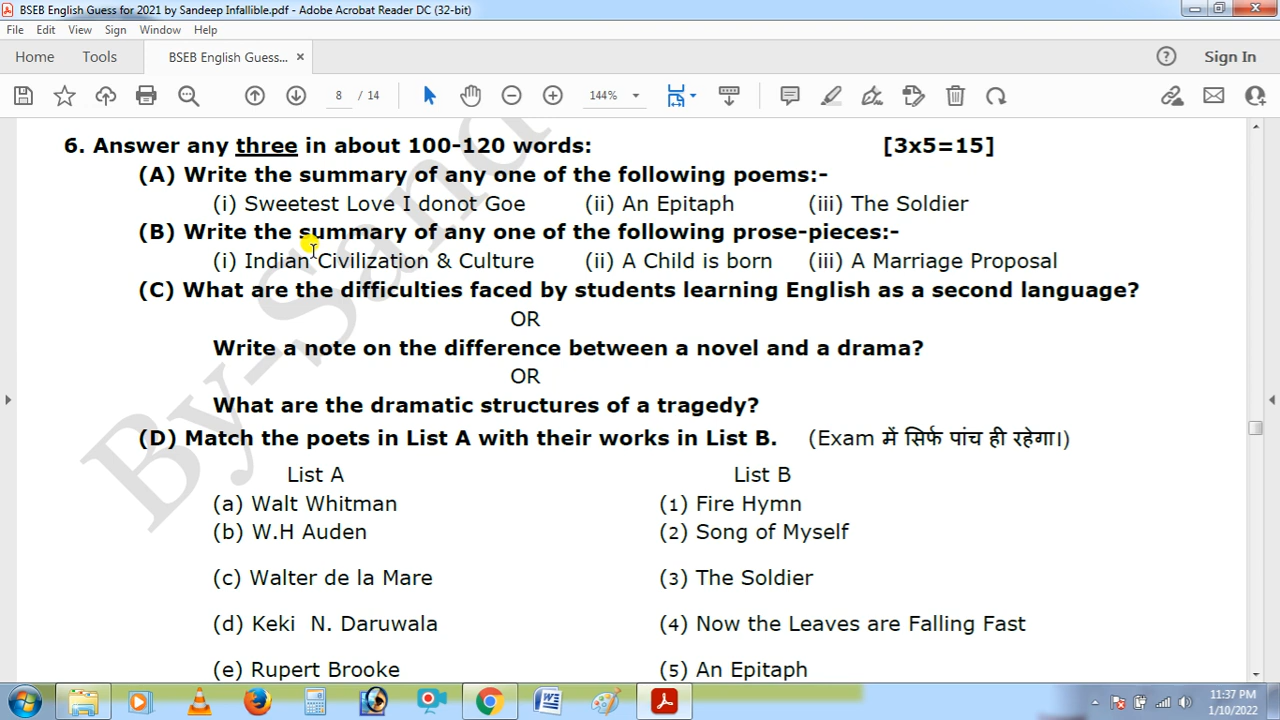 BSEB English Guess for 2021 by Sandeep Infallible.pdf - Adobe Acrobat Reader DC (32-bit)
File Edit View Sign Window Help
Home Tools BSEB English Guess... × Sign In
8 / 14 144%
6. Answer any three in about 100-120 words: [3x5=15]
(A) Write the summary of any one of the following poems:-
(i) Sweetest Love I donot Goe (ii) An Epitaph (iii) The Soldier
(B) Write the summary of any one of the following prose-pieces:-
(i) Indian Civilization & Culture (ii) A Child is born (iii) A Marriage Proposal
(C) What are the difficulties faced by students learning English as a second language?
OR
Write a note on the difference between a novel and a drama?
OR
What are the dramatic structures of a tragedy?
(D) Match the poets in List A with their works in List B. (Exam में सिर्फ पांच ही रहेगा।)
List A List B
(a) Walt Whitman (1) Fire Hymn
(b) W.H Auden (2) Song of Myself
(c) Walter de la Mare (3) The Soldier
(d) Keki N. Daruwala (4) Now the Leaves are Falling Fast
(e) Rupert Brooke (5) An Epitaph
By-Sand
11:37 PM
1/10/2022